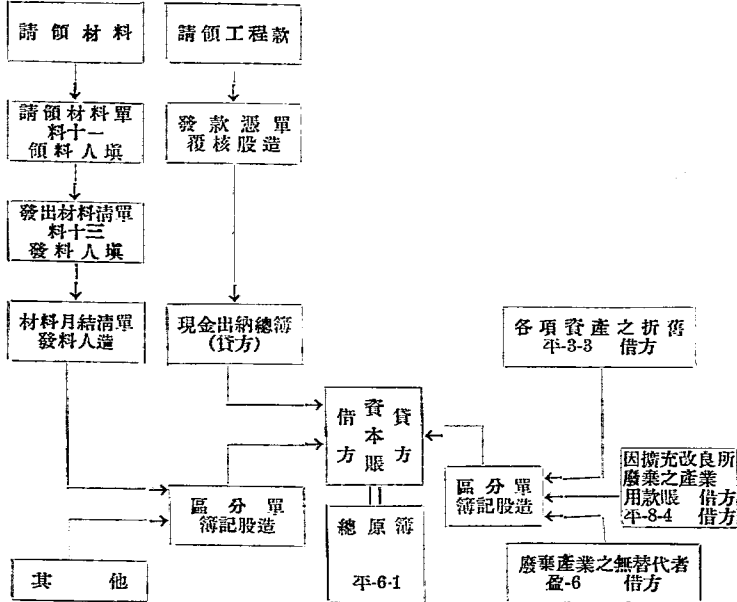 請領材料
請領工程款
請領材料單
料十一
領料人填
發款憑單
覆核股造
發出材料清單
料十三
發料人填
材料月結清單
發料人造
現金出納總簿
(貸方)
各項資產之折舊
平-3-3 借方
借方
資本賬
貸方
區分單
簿記股造
區分單
簿記股造
因擴充改良所
廢棄之產業
用款賬 借方
平-8-4 借方
總原簿
平-6-1
其他
廢棄產業之無替代者
盈-6 借方